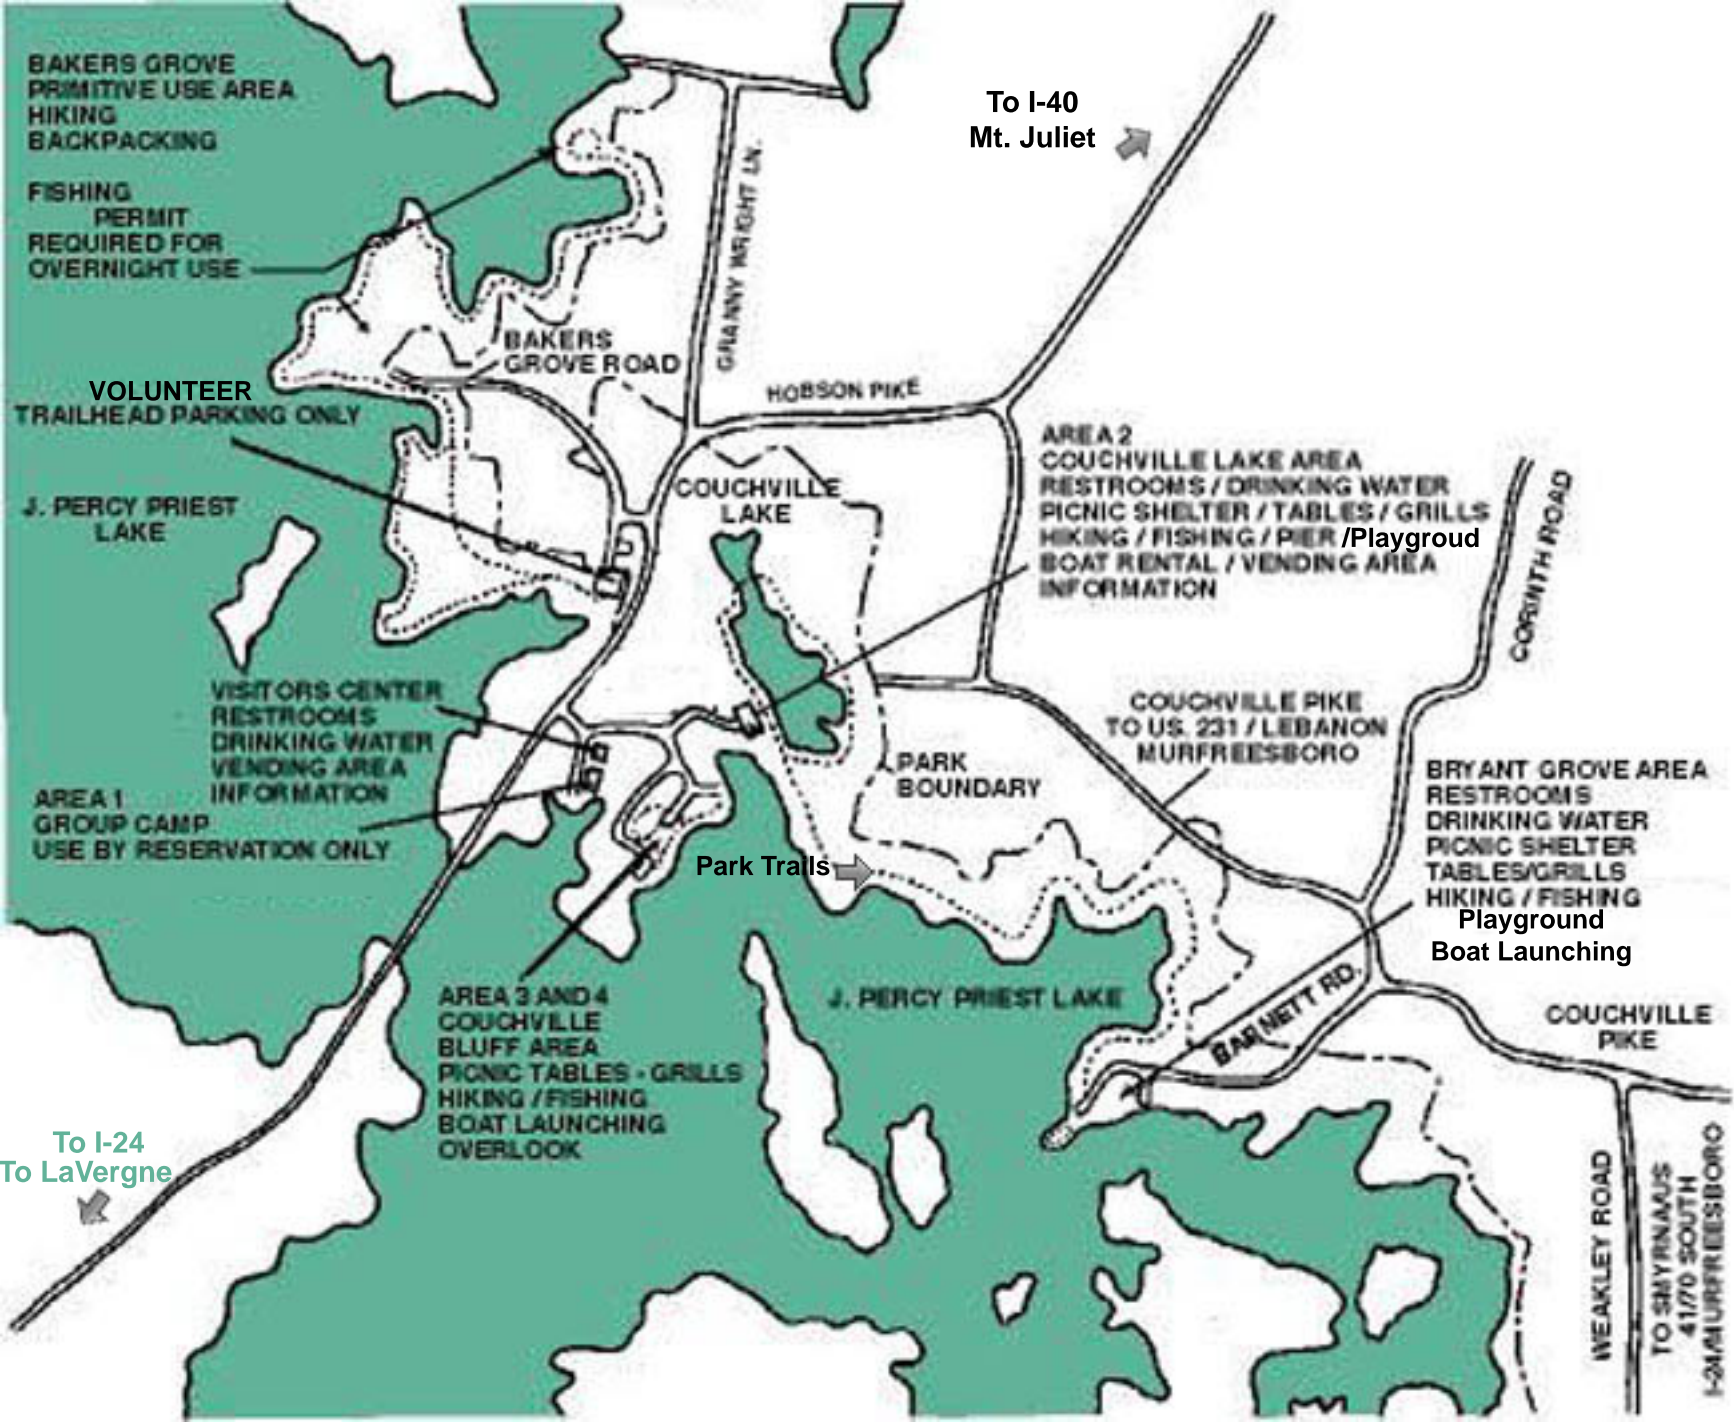 BAKERS GROVE
PRIMITIVE USE AREA
HIKING
BACKPACKING
FISHING
PERMIT
REQUIRED FOR
OVERNIGHT USE
To I-40
Mt. Juliet
GRANNY WRIGHT LN.
BAKERS
GROVE ROAD
HOBSON PIKE
VOLUNTEER
TRAILHEAD PARKING ONLY
J. PERCY PRIEST
LAKE
COUCHVILLE
LAKE
AREA 2
COUCHVILLE LAKE AREA
RESTROOMS / DRINKING WATER
PICNIC SHELTER / TABLES / GRILLS
HIKING / FISHING / PIER /Playgroud
BOAT RENTAL / VENDING AREA
INFORMATION
CORINTH ROAD
VISITORS CENTER
RESTROOMS
DRINKING WATER
VENDING AREA
INFORMATION
AREA 1
GROUP CAMP
USE BY RESERVATION ONLY
COUCHVILLE PIKE
TO US. 231 / LEBANON
MURFREESBORO
PARK
BOUNDARY
BRYANT GROVE AREA
RESTROOMS
DRINKING WATER
PICNIC SHELTER
TABLES/GRILLS
HIKING / FISHING
Playground
Boat Launching
Park Trails
AREA 3 AND 4
COUCHVILLE
BLUFF AREA
PICNIC TABLES - GRILLS
HIKING / FISHING
BOAT LAUNCHING
OVERLOOK
J. PERCY PRIEST LAKE
BARNETT RD.
COUCHVILLE
PIKE
To I-24
To LaVergne
WEAKLEY ROAD
TO SMYRNA/US
41/70 SOUTH
I-24/MURFREESBORO